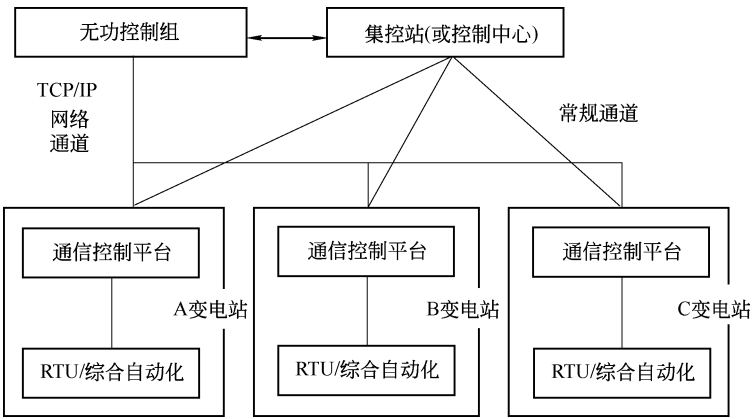 无功控制组
集控站(或控制中心)
TCP/IP
网络
通道
常规通道
通信控制平台
通信控制平台
通信控制平台
A变电站
B变电站
C变电站
RTU/综合自动化
RTU/综合自动化
RTU/综合自动化